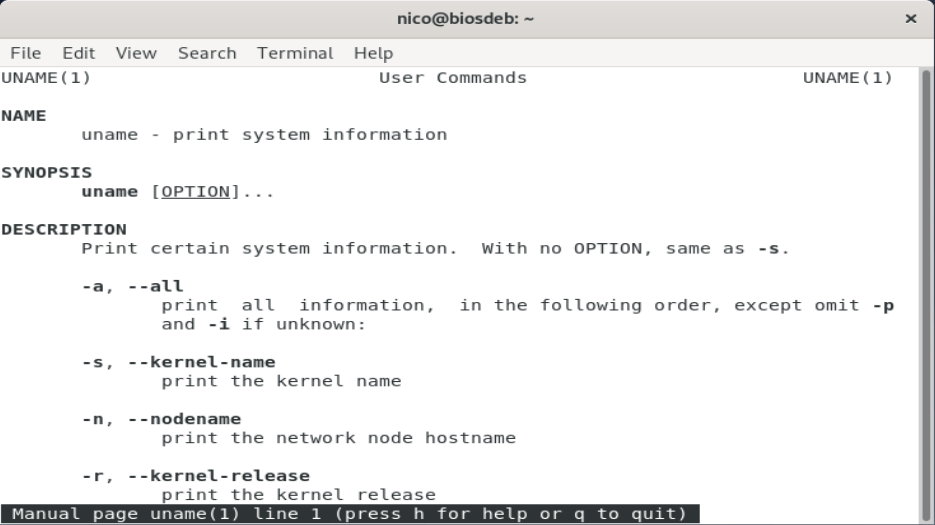 nico@biosdeb: ~ ×
File Edit View Search Terminal Help
UNAME(1) User Commands UNAME(1)
NAME
uname - print system information
SYNOPSIS
uname [OPTION]...
DESCRIPTION
Print certain system information.  With no OPTION, same as -s.
-a, --all
print  all  information,  in the following order, except omit -p
and -i if unknown:
-s, --kernel-name
print the kernel name
-n, --nodename
print the network node hostname
-r, --kernel-release
print the kernel release
Manual page uname(1) line 1 (press h for help or q to quit)